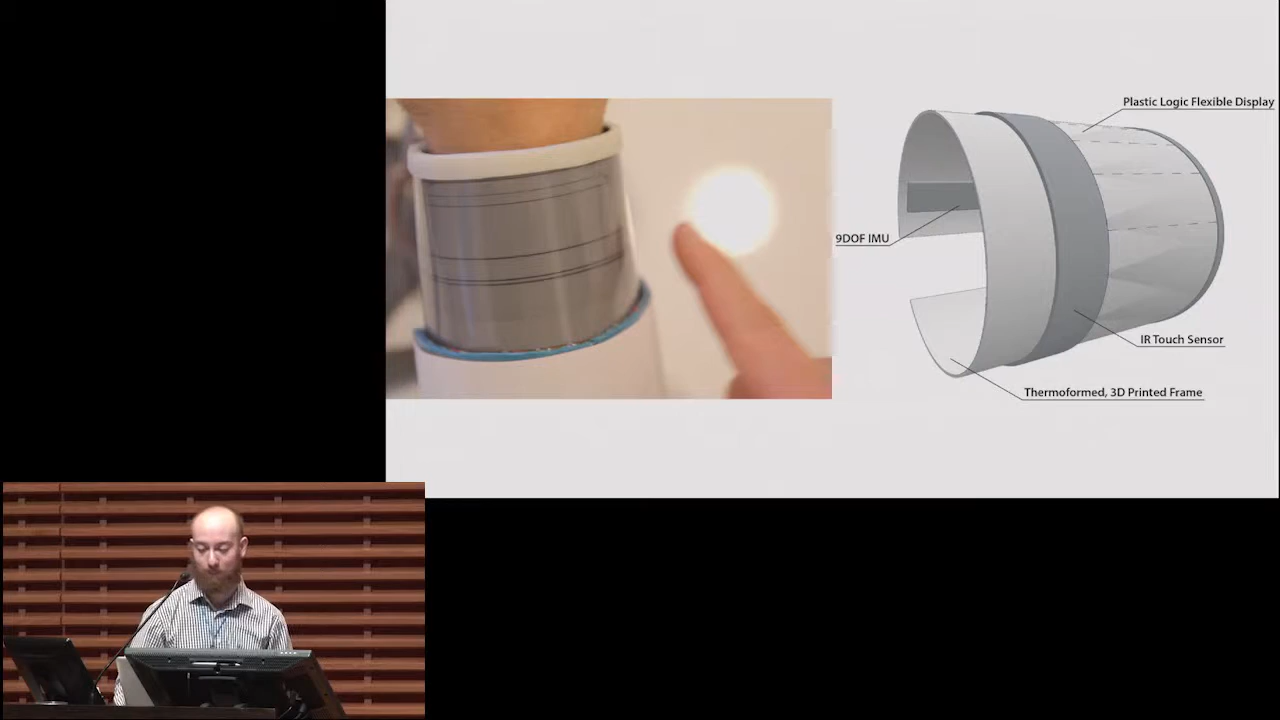 Plastic Logic Flexible Display
9DOF IMU
IR Touch Sensor
Thermoformed, 3D Printed Frame